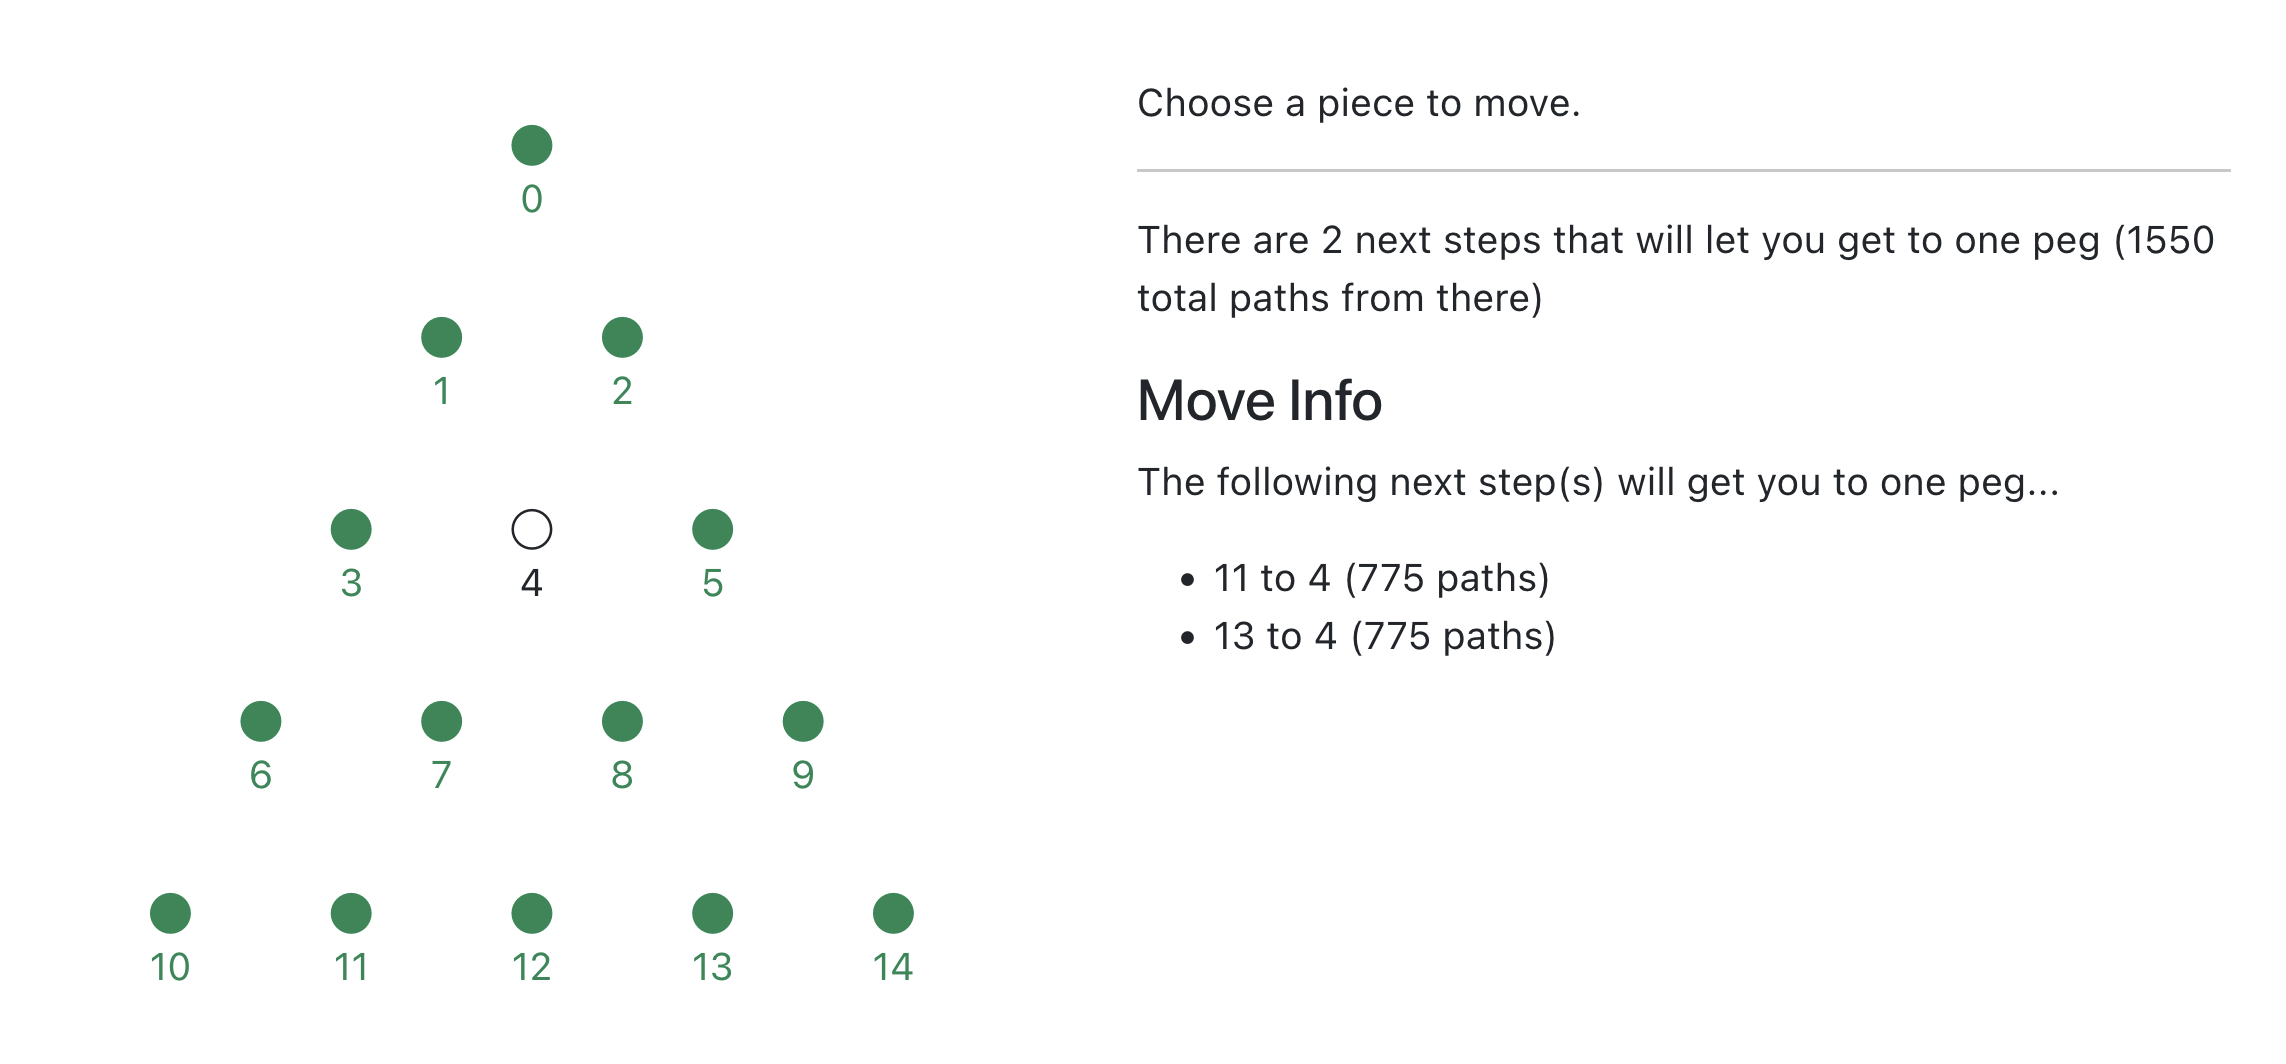 0
1 2
3 4 5
6 7 8 9
10 11 12 13 14
Choose a piece to move.
There are 2 next steps that will let you get to one peg (1550
total paths from there)
Move Info
The following next step(s) will get you to one peg...
• 11 to 4 (775 paths)
• 13 to 4 (775 paths)